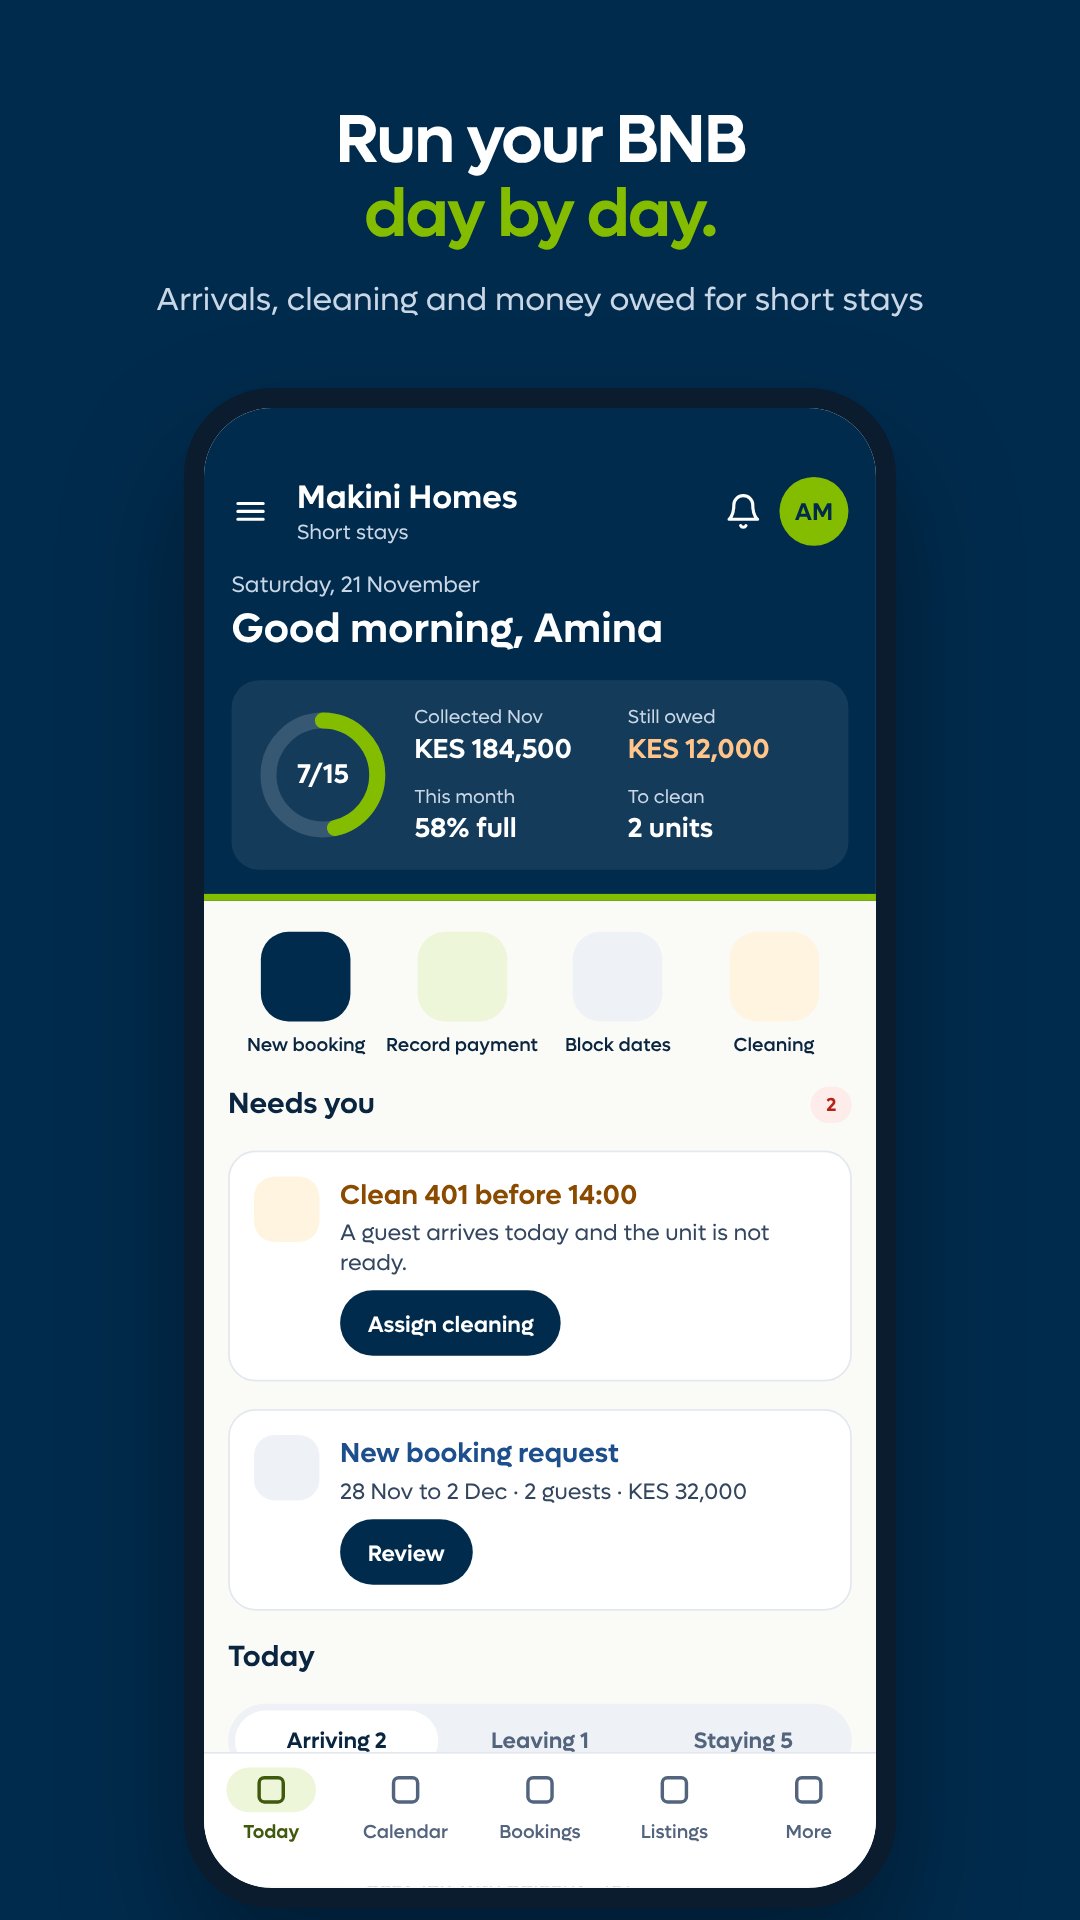 Run your BNB
day by day.
Arrivals, cleaning and money owed for short stays
Makini Homes
Short stays
AM
Saturday, 21 November
Good morning, Amina
7/15
Collected Nov
KES 184,500
Still owed
KES 12,000
This month
58% full
To clean
2 units
New booking
Record payment
Block dates
Cleaning
Needs you
2
Clean 401 before 14:00
A guest arrives today and the unit is not
ready.
Assign cleaning
New booking request
28 Nov to 2 Dec · 2 guests · KES 32,000
Review
Today
Arriving 2
Leaving 1
Staying 5
Today
Calendar
Bookings
Listings
More